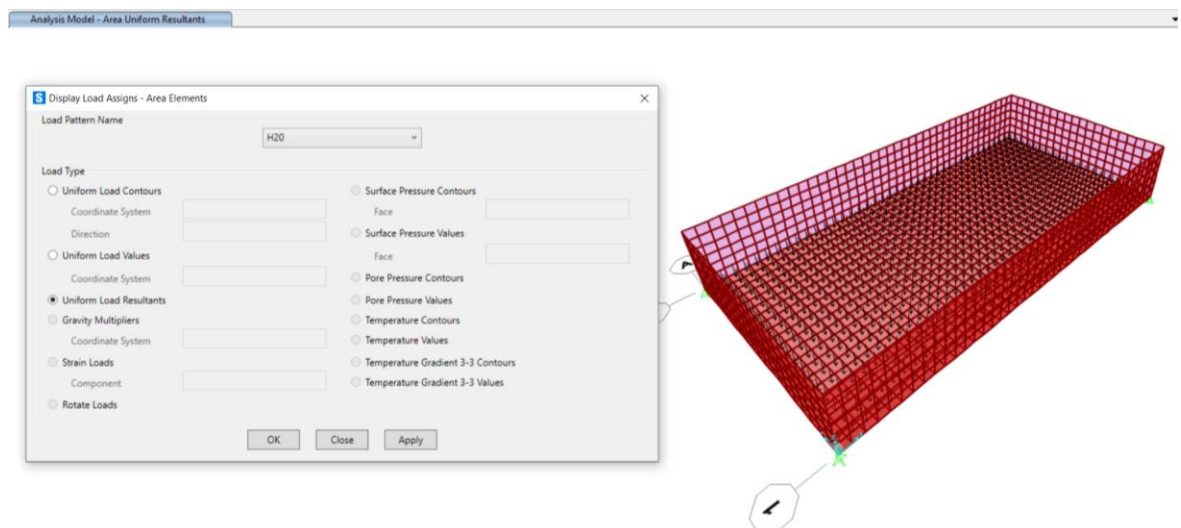 Analysis Model - Area Uniform Resultants
S Display Load Assigns - Area Elements
Load Pattern Name
H20
Load Type
Uniform Load Contours
Coordinate System
Direction
Uniform Load Values
Coordinate System
Uniform Load Resultants
Gravity Multipliers
Coordinate System
Strain Loads
Component
Rotate Loads
Surface Pressure Contours
Face
Surface Pressure Values
Face
Pore Pressure Contours
Pore Pressure Values
Temperature Contours
Temperature Values
Temperature Gradient 3-3 Contours
Temperature Gradient 3-3 Values
OK Close Apply